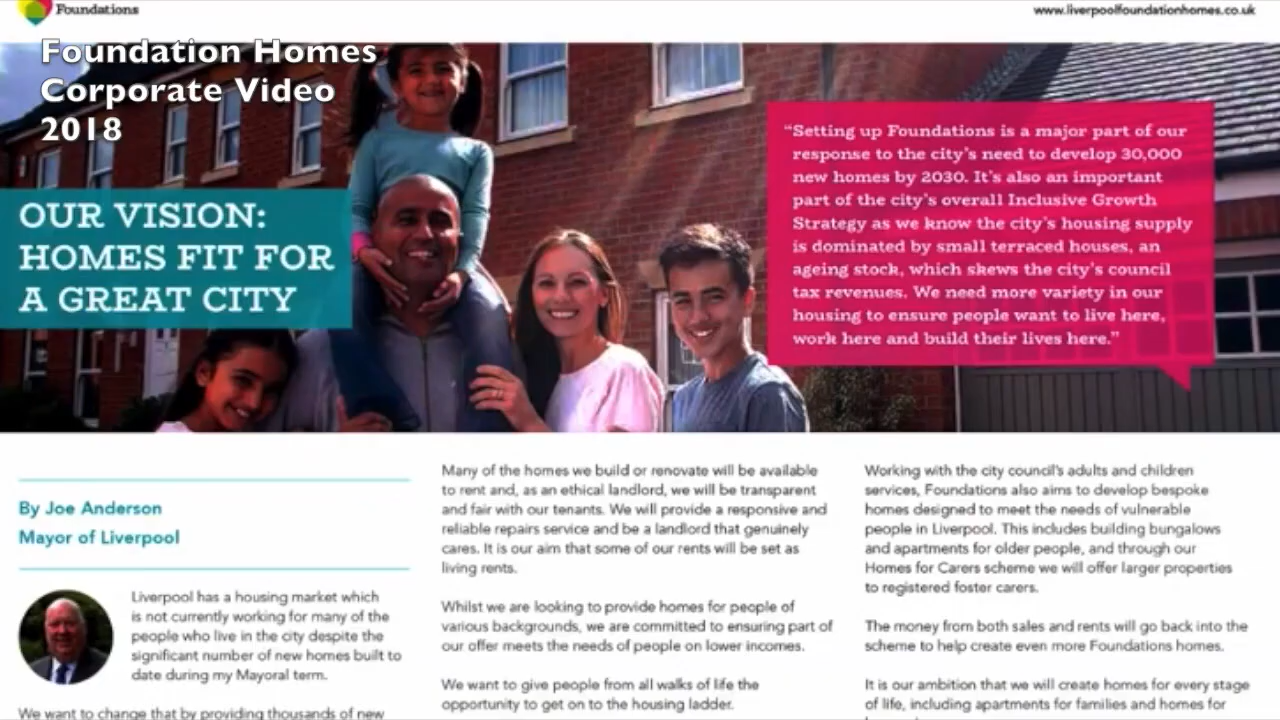 Foundations
www.liverpoolfoundationhomes.co.uk
Foundation Homes
Corporate Video
2018
OUR VISION:
HOMES FIT FOR
A GREAT CITY
“Setting up Foundations is a major part of our
response to the city’s need to develop 30,000
new homes by 2030. It’s also an important
part of the city’s overall Inclusive Growth
Strategy as we know the city’s housing supply
is dominated by small terraced houses, an
ageing stock, which skews the city’s council
tax revenues. We need more variety in our
housing to ensure people want to live here,
work here and build their lives here.”
By Joe Anderson
Mayor of Liverpool
Liverpool has a housing market which
is not currently working for many of the
people who live in the city despite the
significant number of new homes built to
date during my Mayoral term.
We want to change that by providing thousands of new
Many of the homes we build or renovate will be available
to rent and, as an ethical landlord, we will be transparent
and fair with our tenants. We will provide a responsive and
reliable repairs service and be a landlord that genuinely
cares. It is our aim that some of our rents will be set as
living rents.
Whilst we are looking to provide homes for people of
various backgrounds, we are committed to ensuring part of
our offer meets the needs of people on lower incomes.
We want to give people from all walks of life the
opportunity to get on to the housing ladder.
Working with the city council’s adults and children
services, Foundations also aims to develop bespoke
homes designed to meet the needs of vulnerable
people in Liverpool. This includes building bungalows
and apartments for older people, and through our
Homes for Carers scheme we will offer larger properties
to registered foster carers.
The money from both sales and rents will go back into the
scheme to help create even more Foundations homes.
It is our ambition that we will create homes for every stage
of life, including apartments for families and homes for